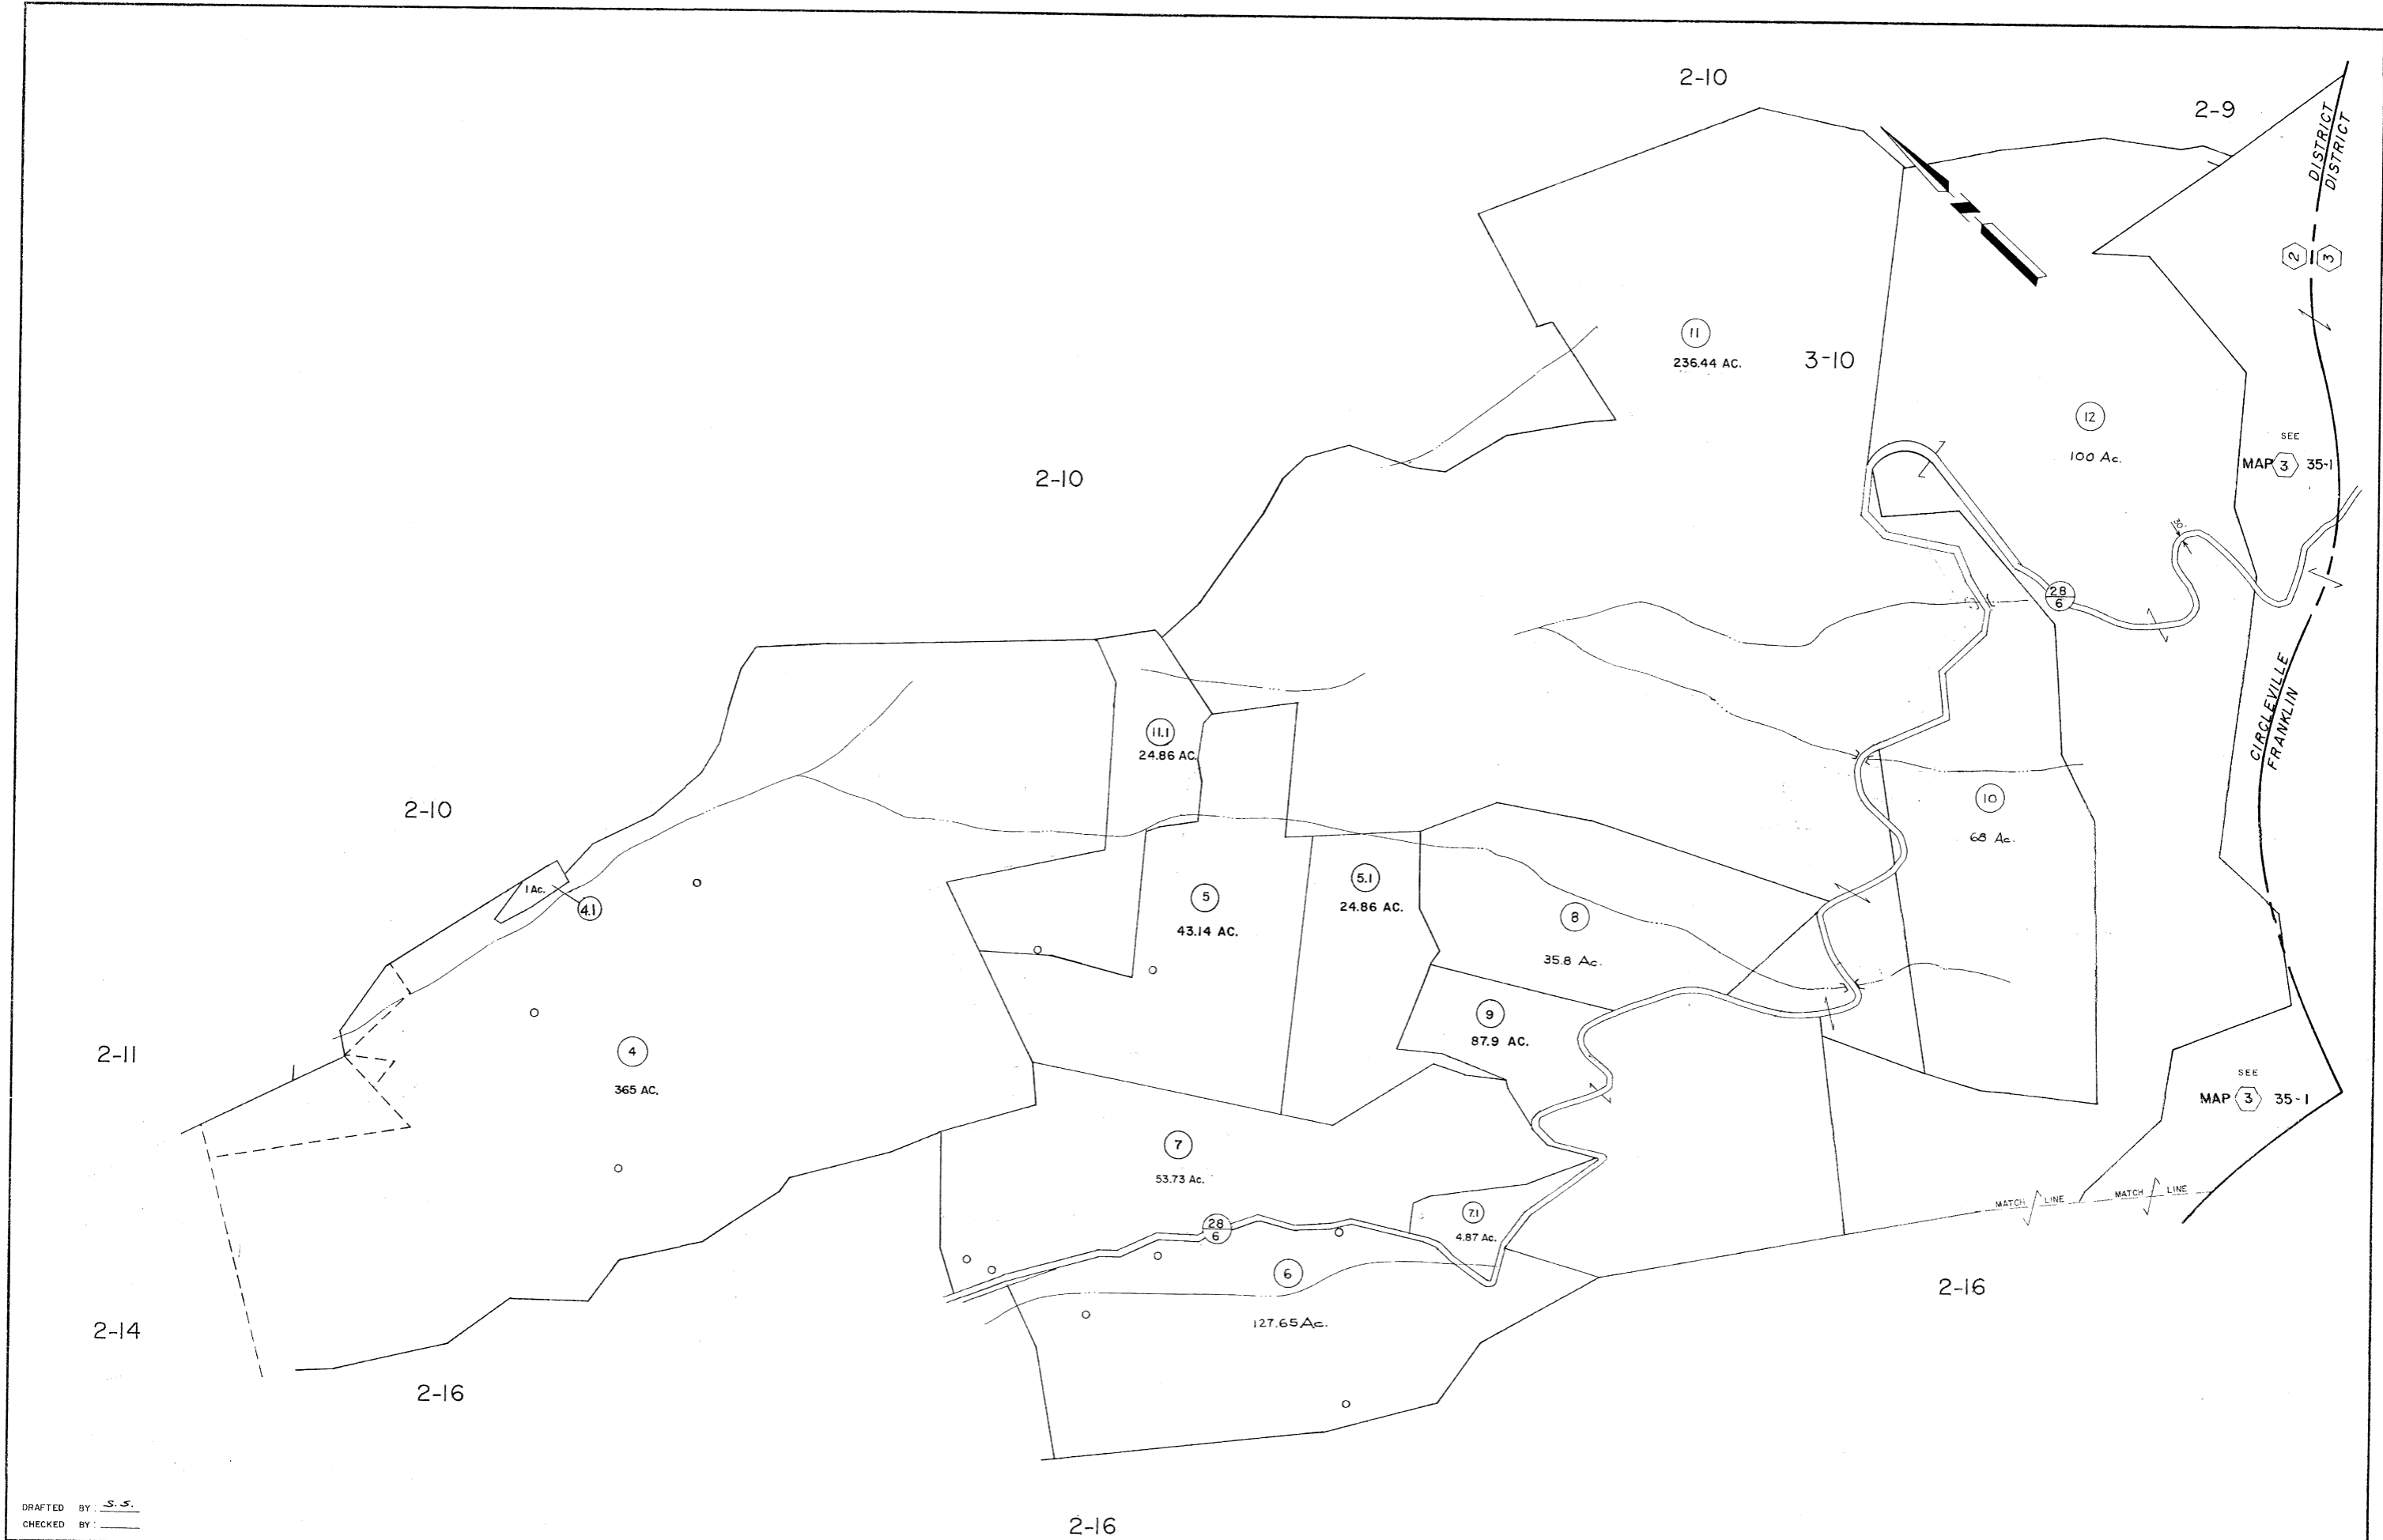 2-10
2-9
DISTRICT
DISTRICT
2
3
11
236.44 AC.
3-10
12
100 Ac.
SEE
MAP 3 35-1
2-10
30'
28
6
CIRCLEVILLE
FRANKLIN
11.1
24.86 AC.
2-10
10
68 Ac.
1 Ac.
4.1
5
43.14 AC.
5.1
24.86 AC.
8
35.8 Ac.
9
87.9 AC.
2-11
4
365 AC.
SEE
MAP 3 35-1
7
53.73 Ac.
MATCH LINE
MATCH LINE
7.1
4.87 Ac.
28
6
6
127.65 Ac.
2-16
2-14
2-16
DRAFTED BY: S.S.
CHECKED BY:
2-16